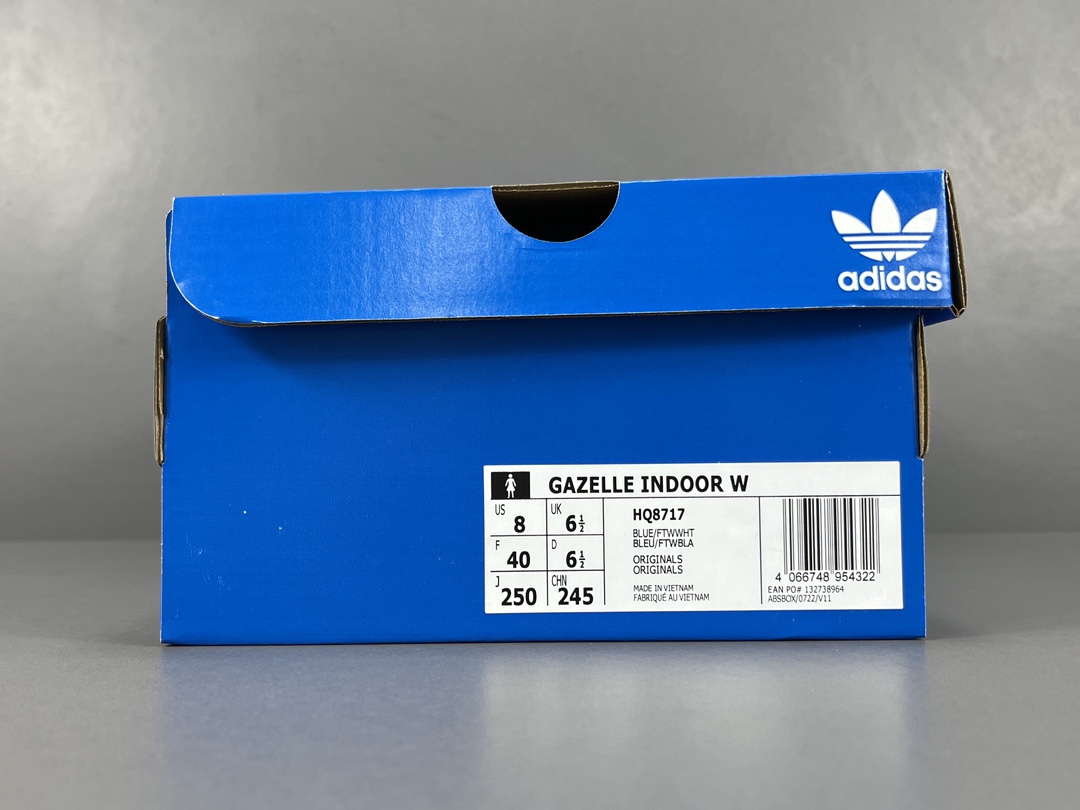 adidas
GAZELLE INDOOR W
US 8 UK 6½
F 40 D 6½
J 250 CHN 245
HQ8717
BLUE/FTWWHT
BLEU/FTWBLA
ORIGINALS
ORIGINALS
MADE IN VIETNAM
FABRIQUÉ AU VIETNAM
4 066748 954322
EAN PO# 132738964
ABSBOX/0722/V11